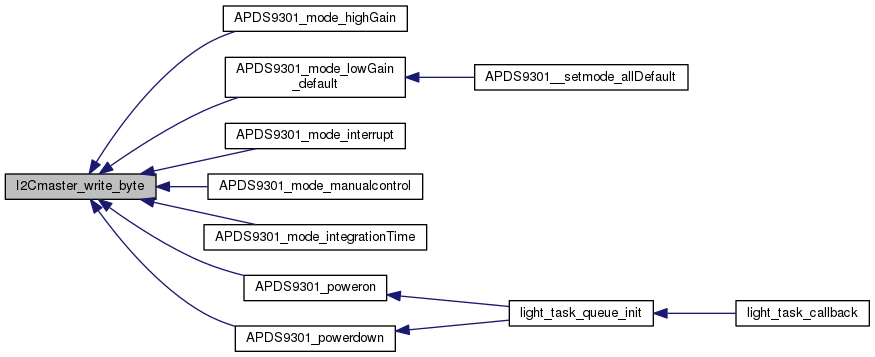 APDS9301_mode_highGain
APDS9301_mode_lowGain
_default
APDS9301__setmode_allDefault
APDS9301_mode_interrupt
I2Cmaster_write_byte
APDS9301_mode_manualcontrol
APDS9301_mode_integrationTime
APDS9301_poweron
light_task_queue_init
light_task_callback
APDS9301_powerdown